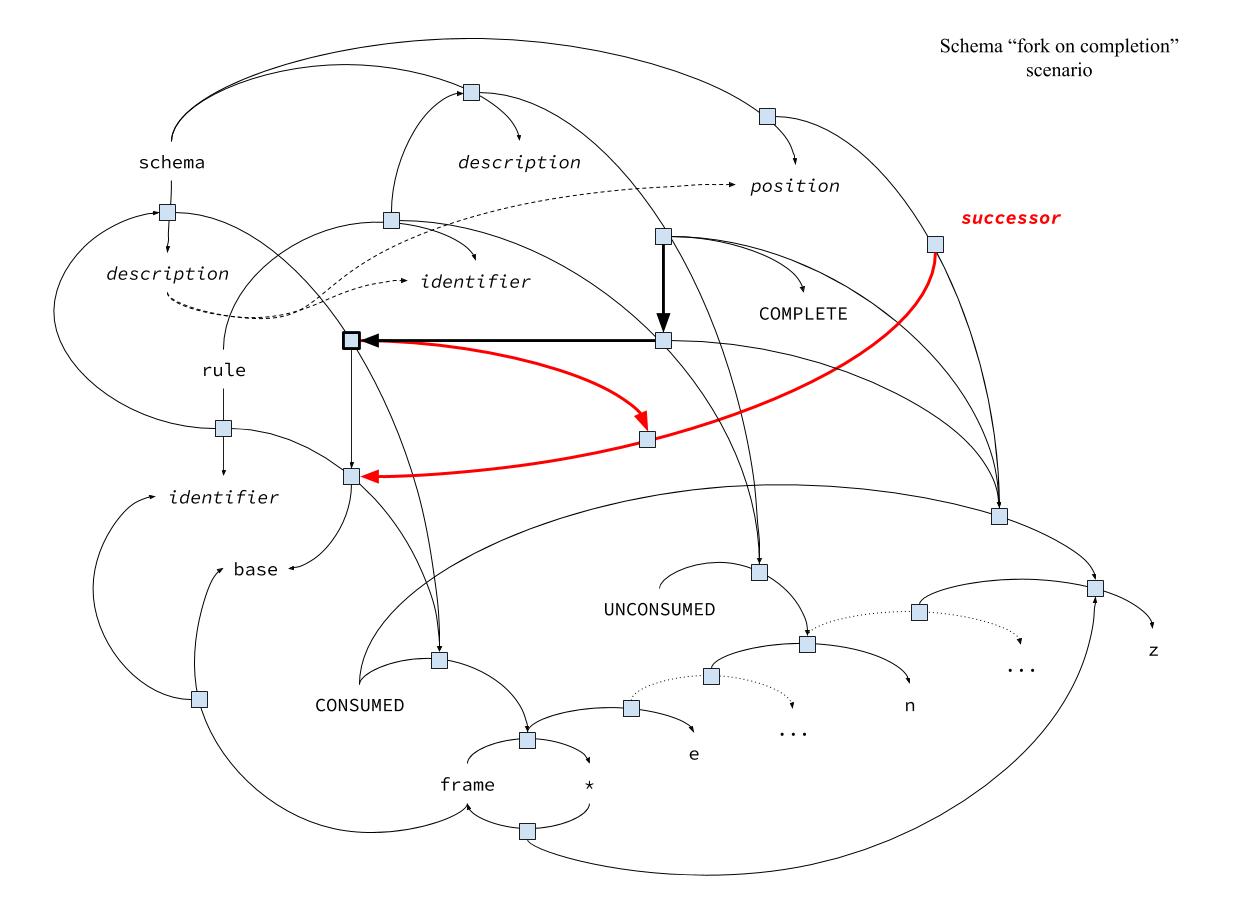 Schema “fork on completion”
scenario
schema
description
position
successor
description
identifier
COMPLETE
rule
identifier
base
UNCONSUMED
z
...
CONSUMED
n
...
e
frame
*